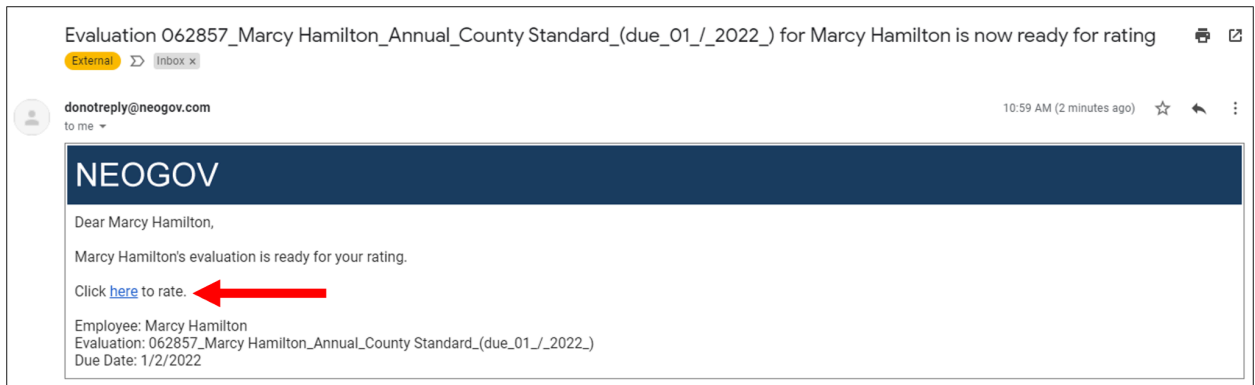 Evaluation 062857_Marcy Hamilton_Annual_County Standard_(due_01_/_2022_) for Marcy Hamilton is now ready for rating
External Inbox x
donotreply@neogov.com 10:59 AM (2 minutes ago)
to me
NEOGOV
Dear Marcy Hamilton,
Marcy Hamilton's evaluation is ready for your rating.
Click here to rate.
Employee: Marcy Hamilton
Evaluation: 062857_Marcy Hamilton_Annual_County Standard_(due_01_/_2022_)
Due Date: 1/2/2022